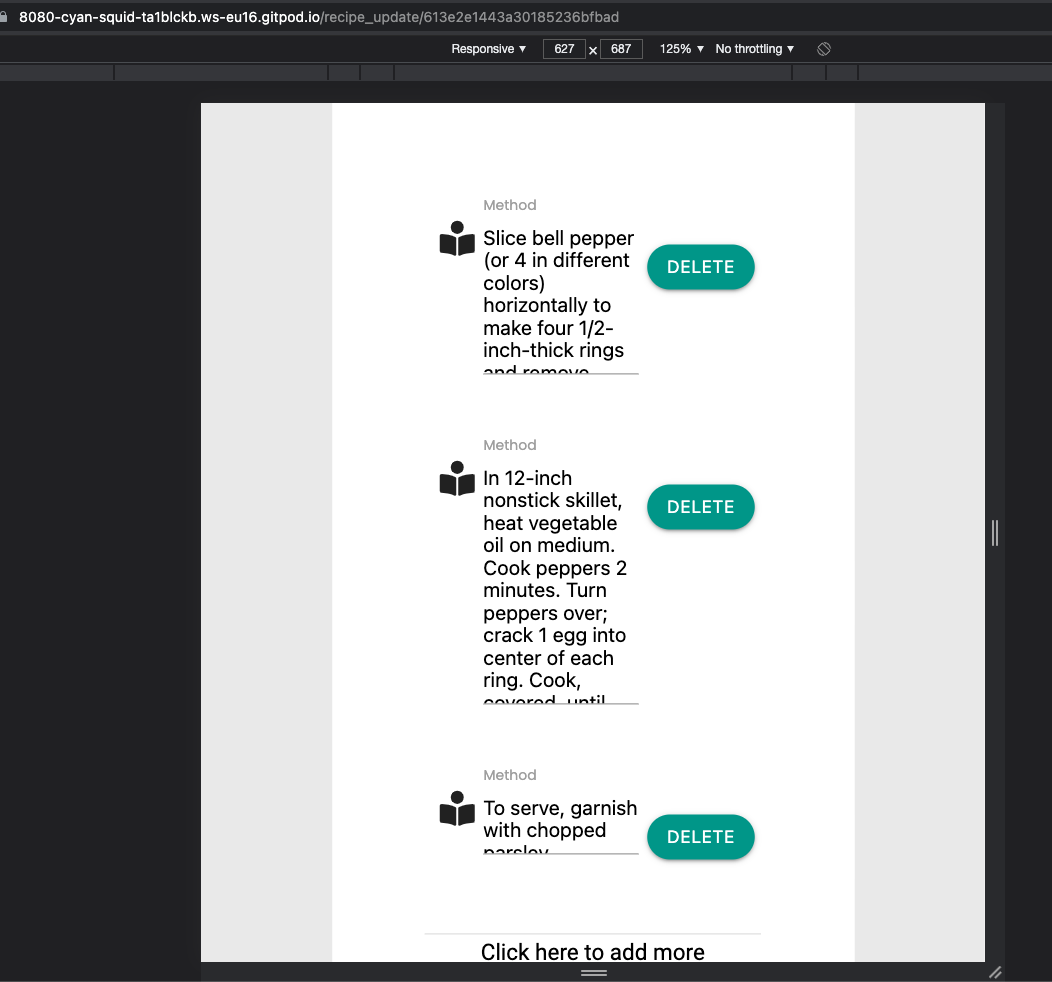 8080-cyan-squid-ta1blckb.ws-eu16.gitpod.io/recipe_update/613e2e1443a30185236bfbad
Responsive ▼ 627 x 687 125% ▼ No throttling ▼
Method
Slice bell pepper
(or 4 in different
colors)
horizontally to
make four 1/2-
inch-thick rings
and remove
DELETE
Method
In 12-inch
nonstick skillet,
heat vegetable
oil on medium.
Cook peppers 2
minutes. Turn
peppers over;
crack 1 egg into
center of each
ring. Cook,
covered, until
DELETE
Method
To serve, garnish
with chopped
parsley
DELETE
Click here to add more